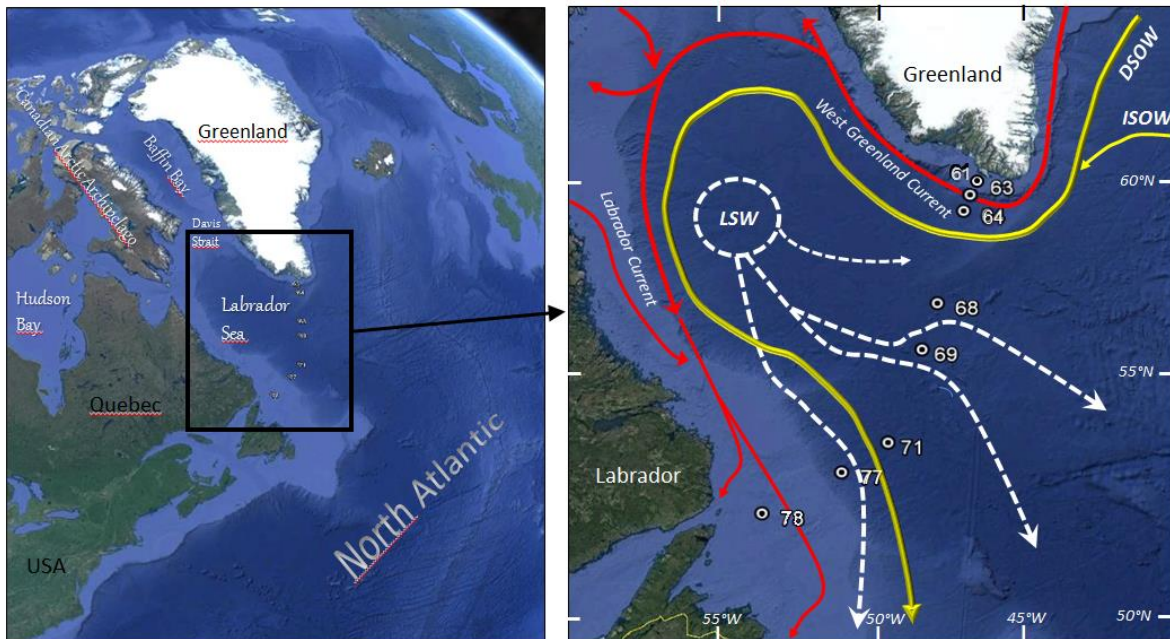 Greenland
Canadian Arctic Archipelago
Baffin Bay
Davis
Strait
Hudson
Bay
Labrador
Sea
Quebec
North Atlantic
USA
Greenland
DSOW
ISOW
West Greenland Current
61
63
64
60°N
LSW
Labrador Current
68
69
55°N
71
77
Labrador
78
55°W
50°W
45°W
50°N